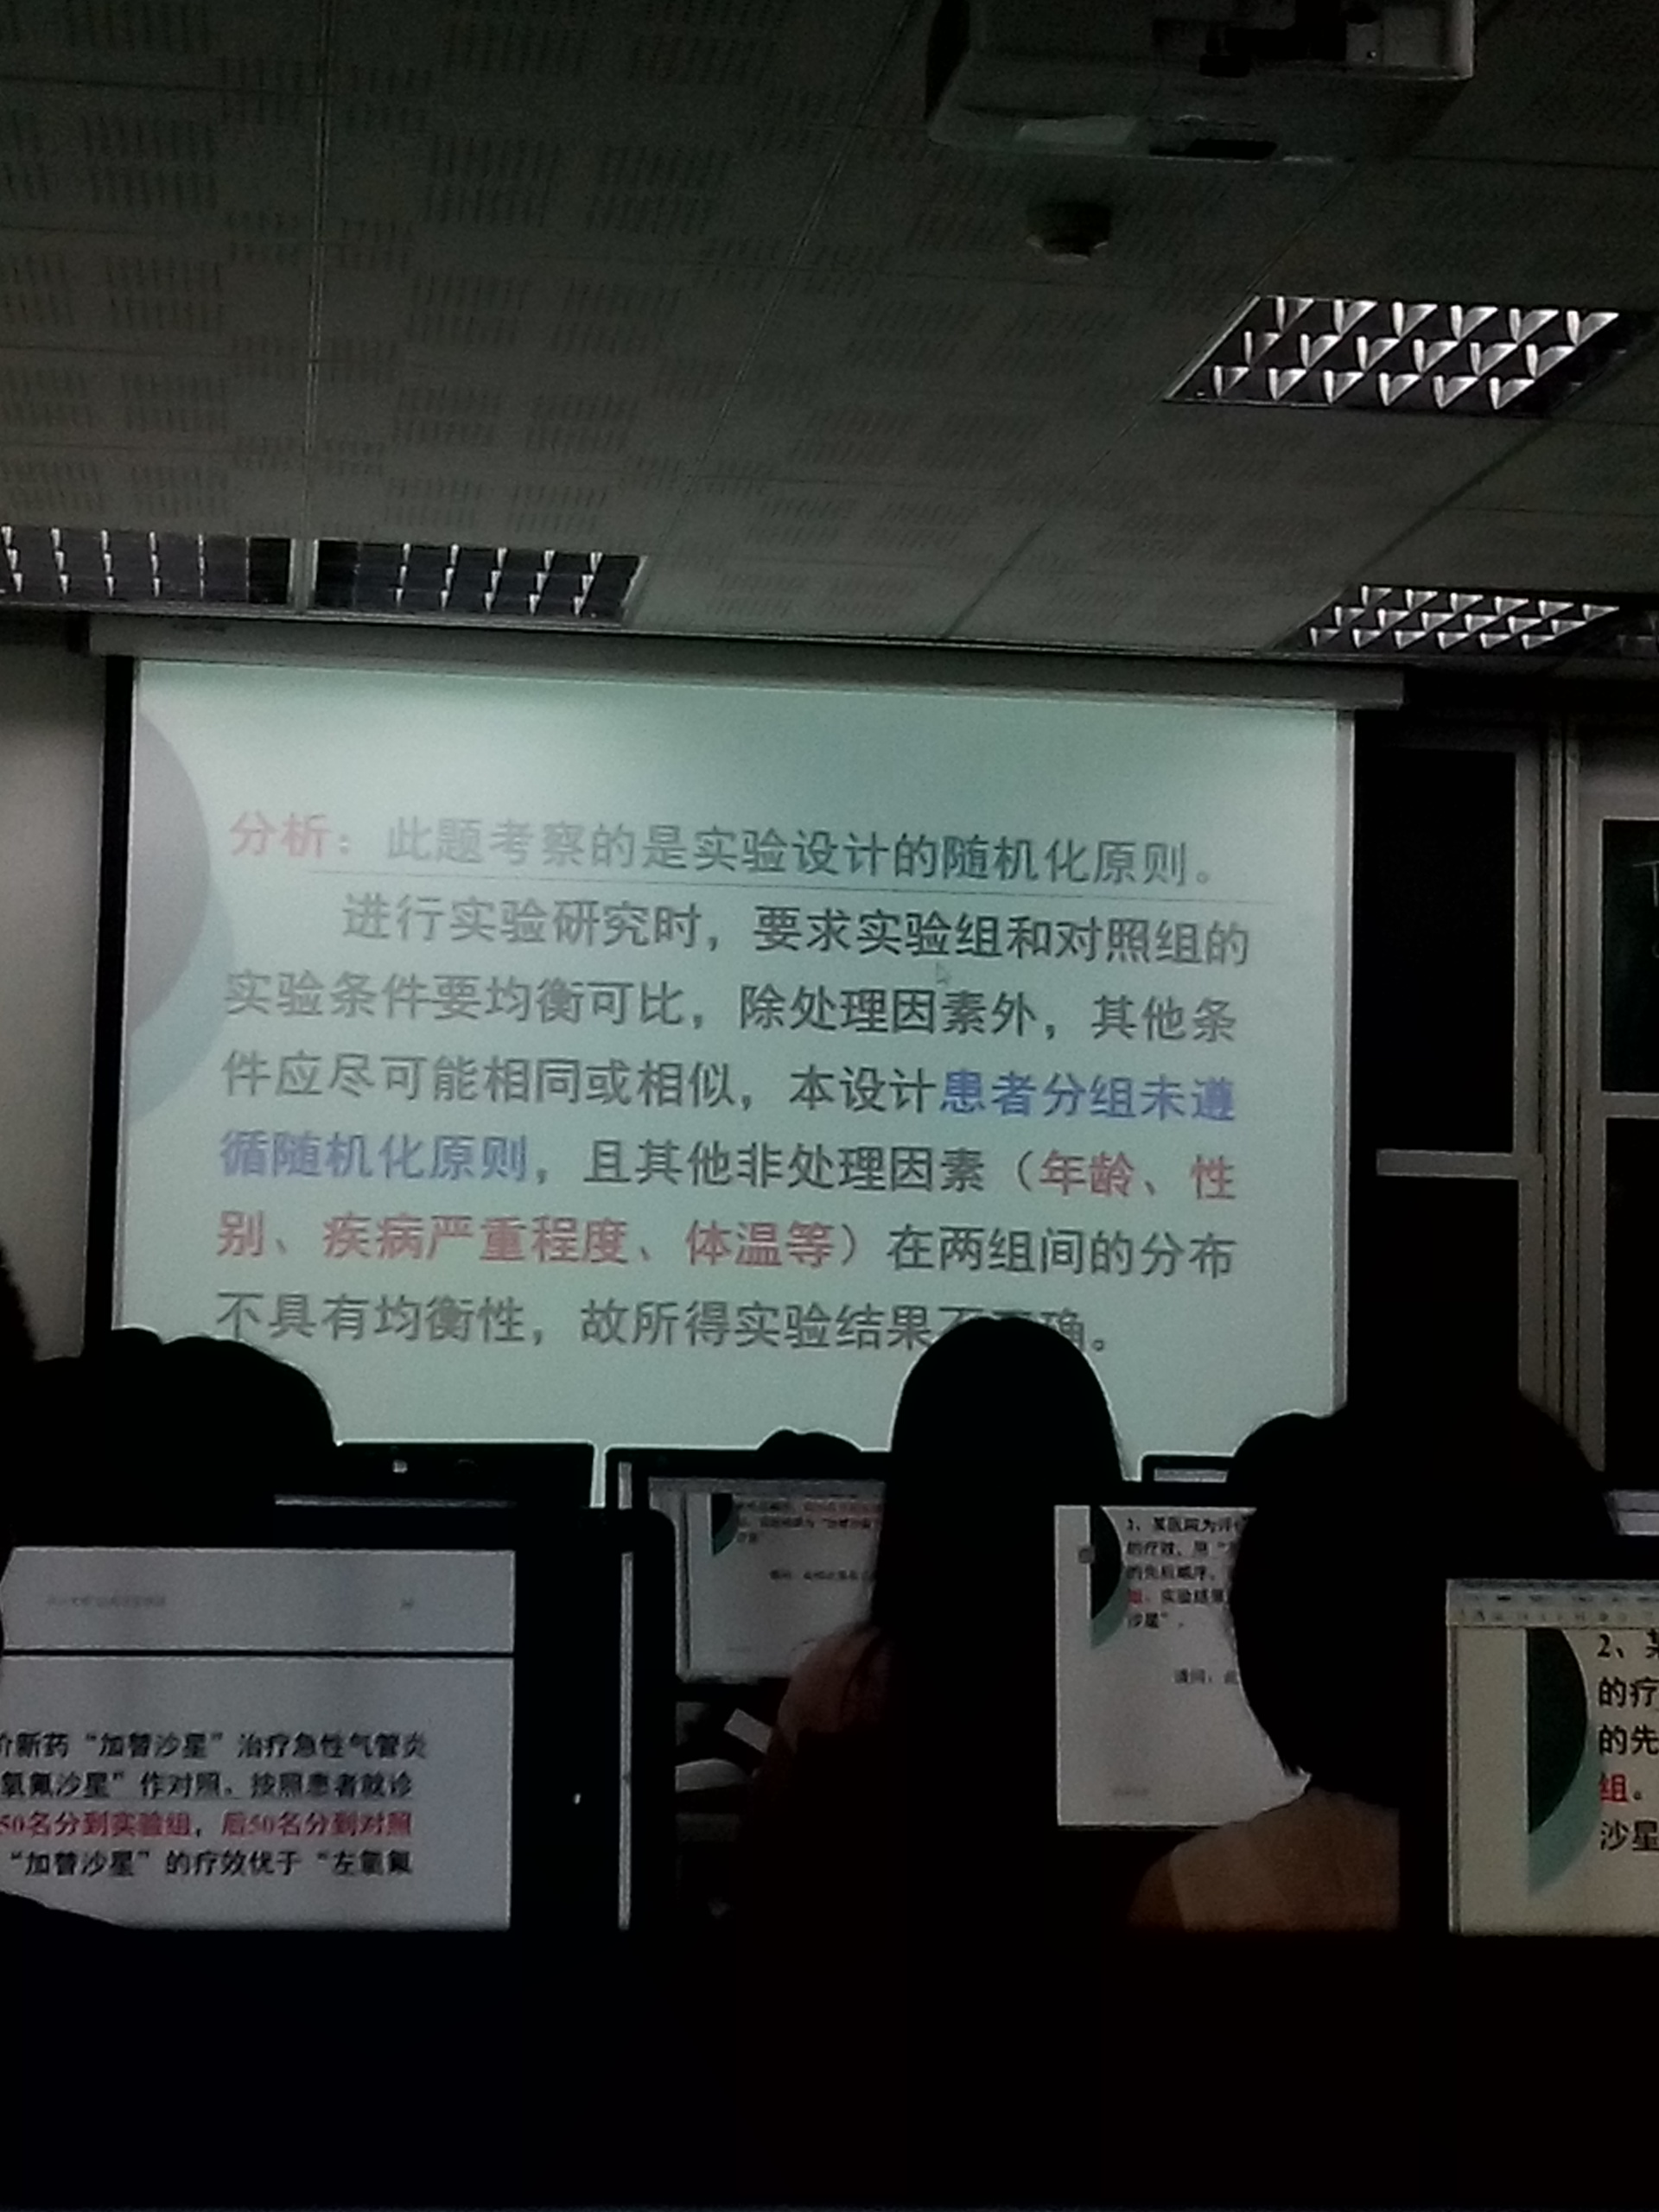 分析：此题考察的是实验设计的随机化原则。
进行实验研究时，要求实验组和对照组的
实验条件要均衡可比，除处理因素外，其他条
件应尽可能相同或相似，本设计患者分组未遵
循随机化原则，且其他非处理因素（年龄、性
别、疾病严重程度、体温等）在两组间的分布
不具有均衡性，故所得实验结果不 确。
价新药“加替沙星”治疗急性气管炎
氧氟沙星”作对照。按照患者就诊
50名分到实验组，后50名分到对照
“加替沙星”的疗效优于“左氧氟
1、某医院为评
的疗效，用“
的先后顺序，
组。实验结果
沙星”。
请问：此
2、某
的疗
的先
组。
沙星